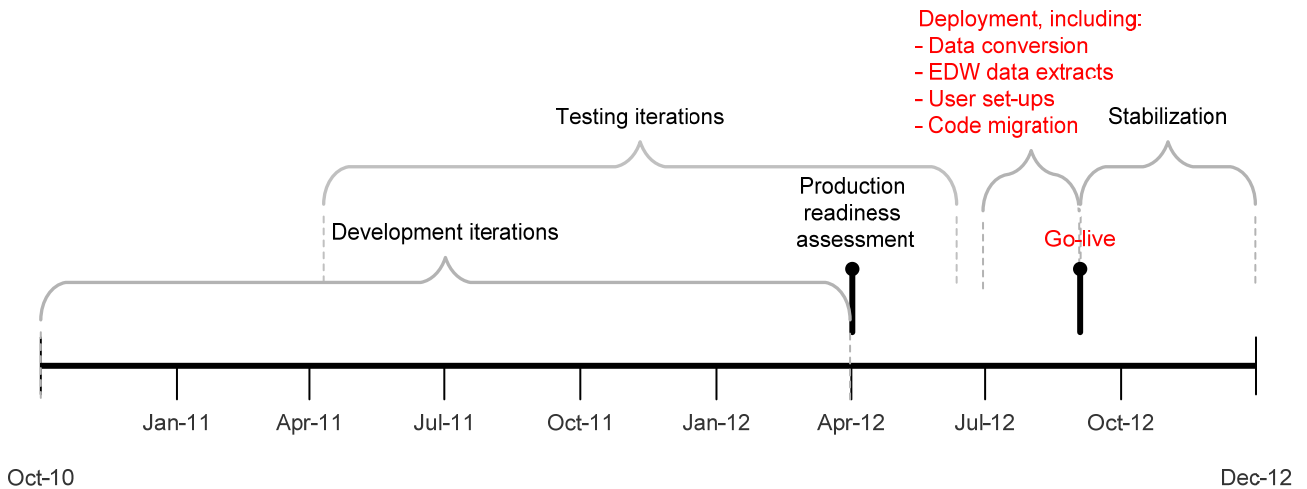 Deployment, including:
- Data conversion
- EDW data extracts
- User set-ups
- Code migration
Testing iterations
Stabilization
Production
readiness
assessment
Development iterations
Go-live
Jan-11
Apr-11
Jul-11
Oct-11
Jan-12
Apr-12
Jul-12
Oct-12
Oct-10
Dec-12